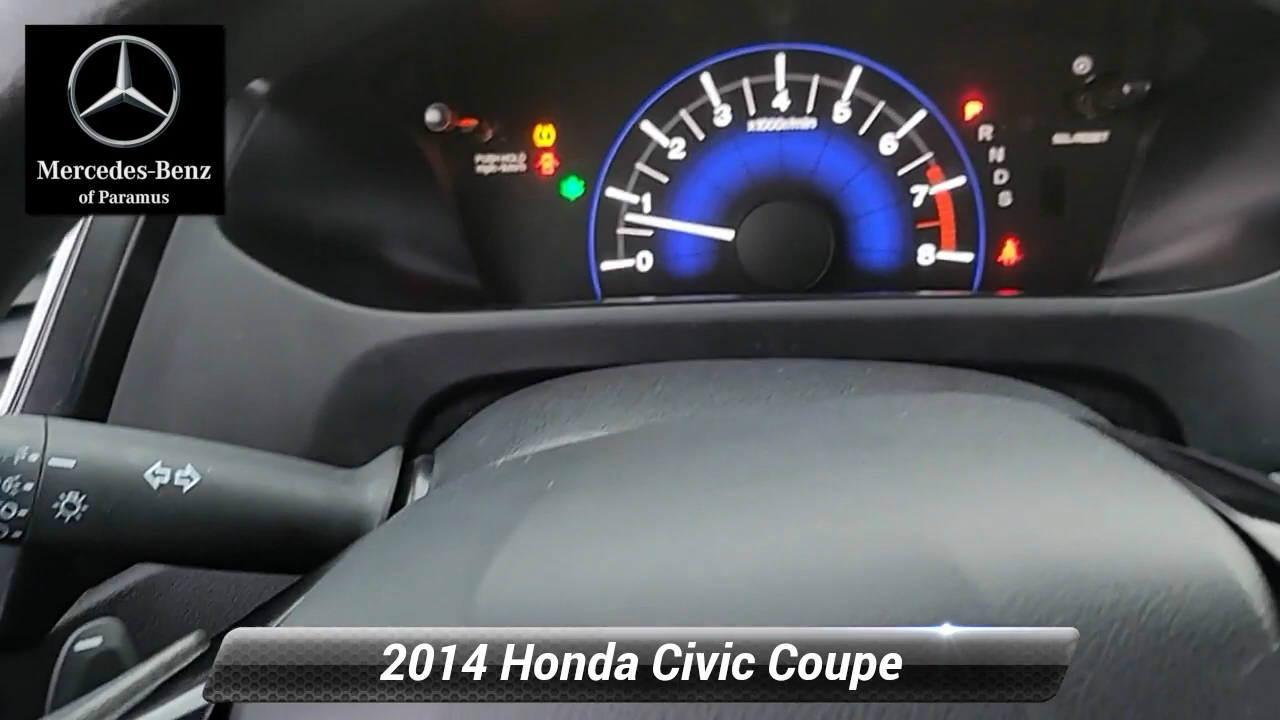 Mercedes-Benz
of Paramus
0
1
2
3
4
5
6
7
8
x1000r/min
P
R
N
D
S
2014 Honda Civic Coupe